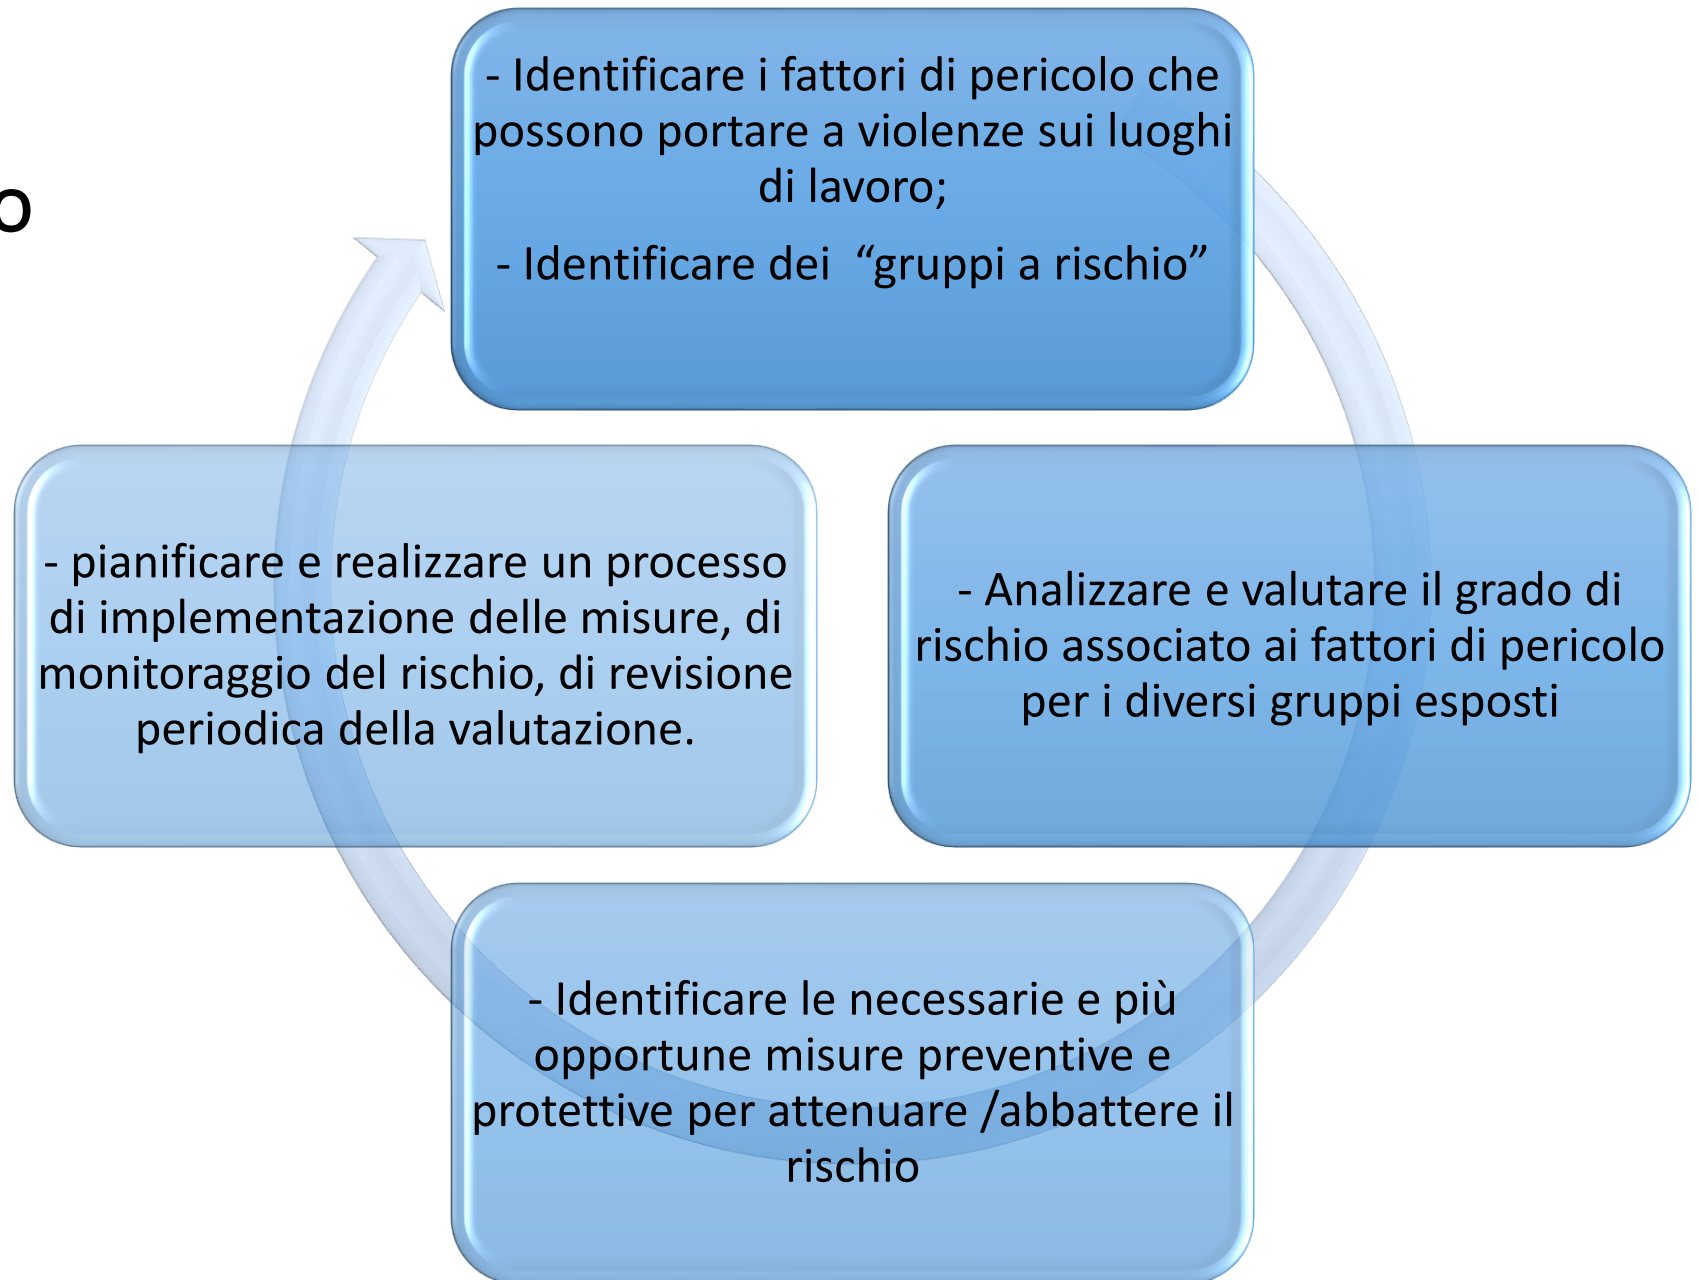 - Identificare i fattori di pericolo che
possono portare a violenze sui luoghi
di lavoro;
- Identificare dei “gruppi a rischio”
o
- Analizzare e valutare il grado di
rischio associato ai fattori di pericolo
per i diversi gruppi esposti
- Identificare le necessarie e più
opportune misure preventive e
protettive per attenuare /abbattere il
rischio
- pianificare e realizzare un processo
di implementazione delle misure, di
monitoraggio del rischio, di revisione
periodica della valutazione.